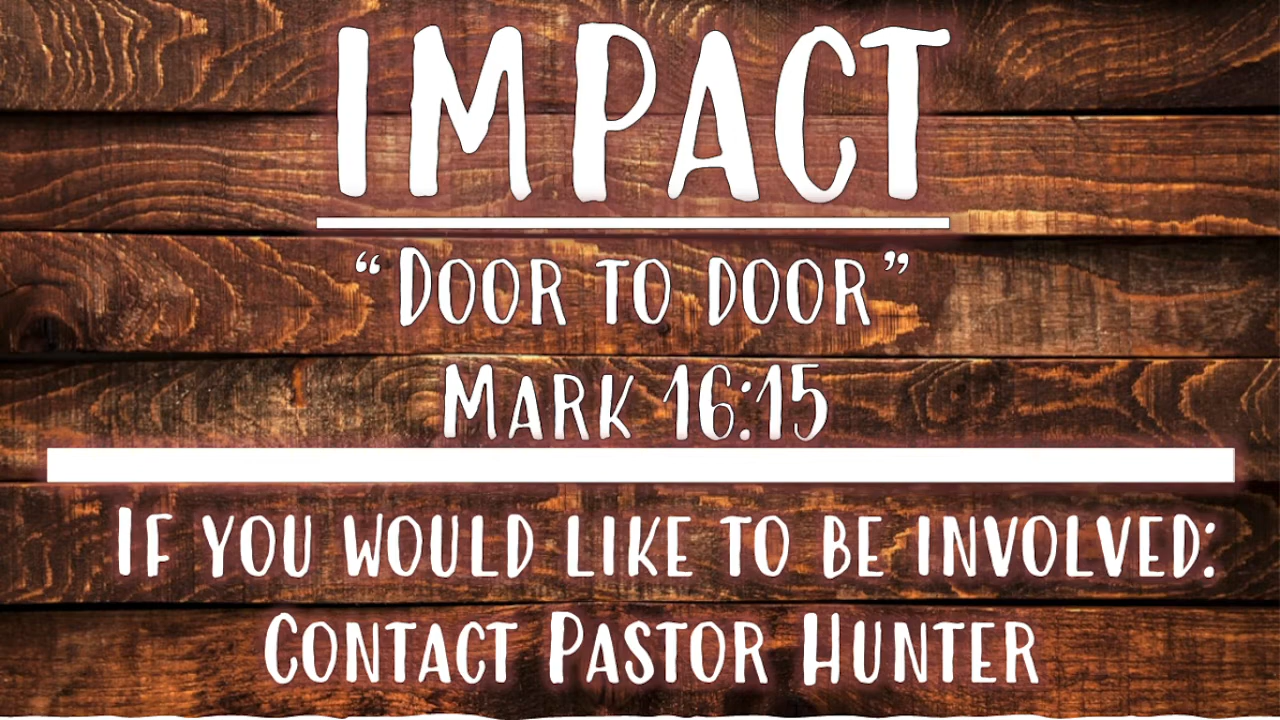 IMPACT
“Door to door”
Mark 16:15
If you would like to be involved:
Contact Pastor Hunter